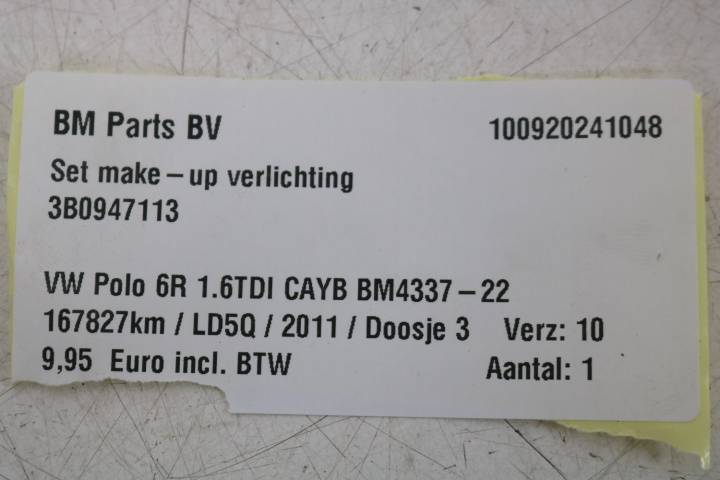 BM Parts BV 100920241048
Set make-up verlichting
3B0947113
VW Polo 6R 1.6TDI CAYB BM4337-22
167827km / LD5Q / 2011 / Doosje 3 Verz: 10
9,95 Euro incl. BTW Aantal: 1